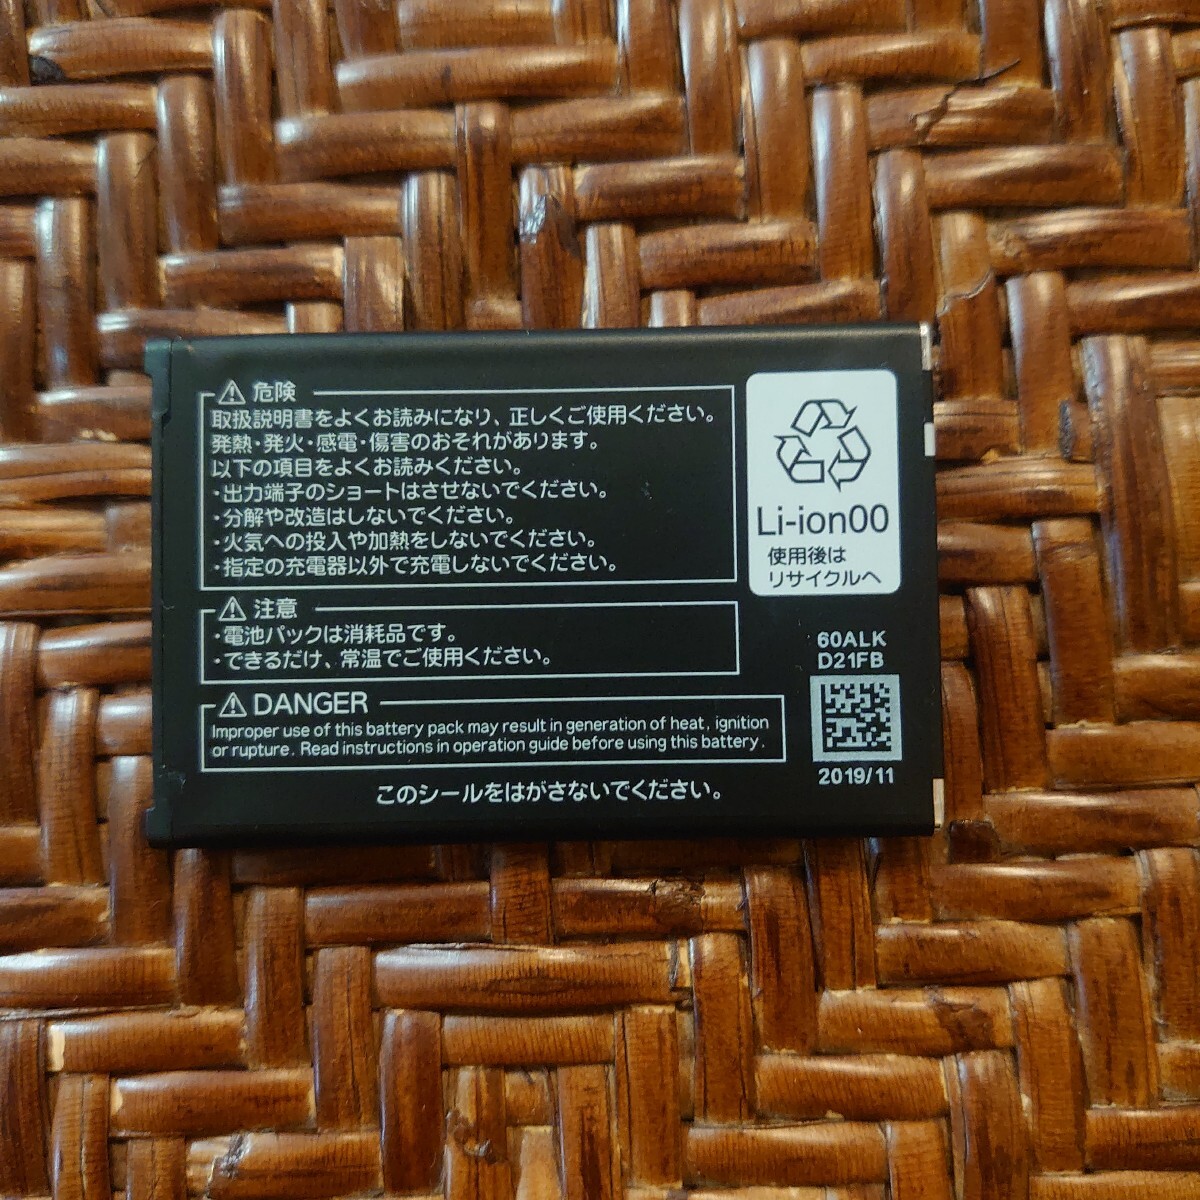 ⚠ 危険
取扱説明書をよくお読みになり、正しくご使用ください。
発熱・発火・感電・傷害のおそれがあります。
以下の項目をよくお読みください。
・出力端子のショートはさせないでください。
・分解や改造はしないでください。
・火気への投入や加熱をしないでください。
・指定の充電器以外で充電しないでください。
⚠ 注意
・電池パックは消耗品です。
・できるだけ、常温でご使用ください。
⚠ DANGER
Improper use of this battery pack may result in generation of heat, ignition
or rupture. Read instructions in operation guide before using this battery.
このシールをはがさないでください。
Li-ion00
使用後は
リサイクルへ
60ALK
D21FB
2019/11